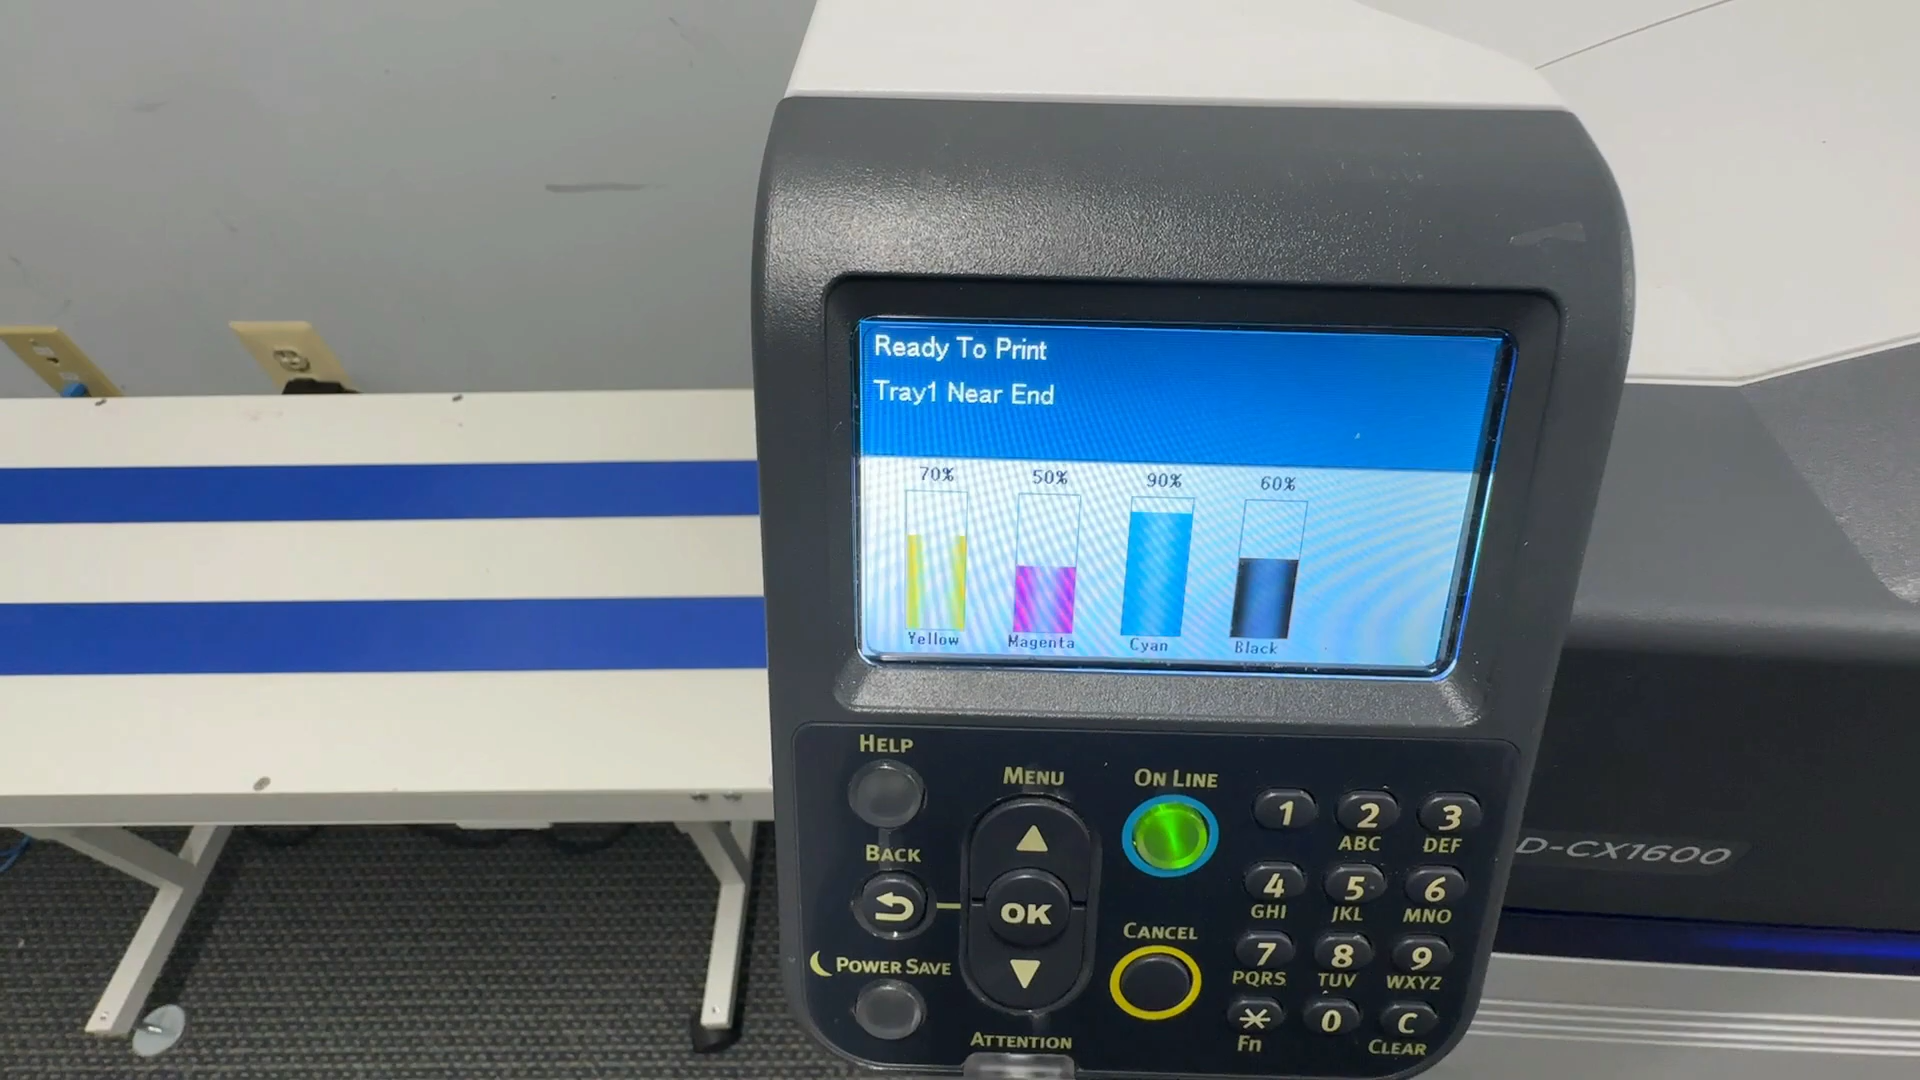 Ready To Print
Tray1 Near End
70% 50% 90% 60%
Yellow Magenta Cyan Black
HELP
MENU
ON LINE
BACK
OK
CANCEL
POWER SAVE
ATTENTION
1 2 3
ABC DEF
4 5 6
GHI JKL MNO
7 8 9
PQRS TUV WXYZ
* 0 C
Fn CLEAR
D-CX1600